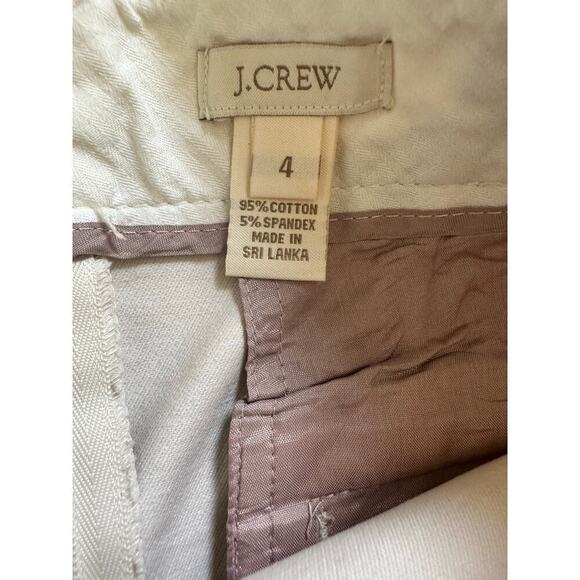 J.CREW
4
95% COTTON
5% SPANDEX
MADE IN
SRI LANKA